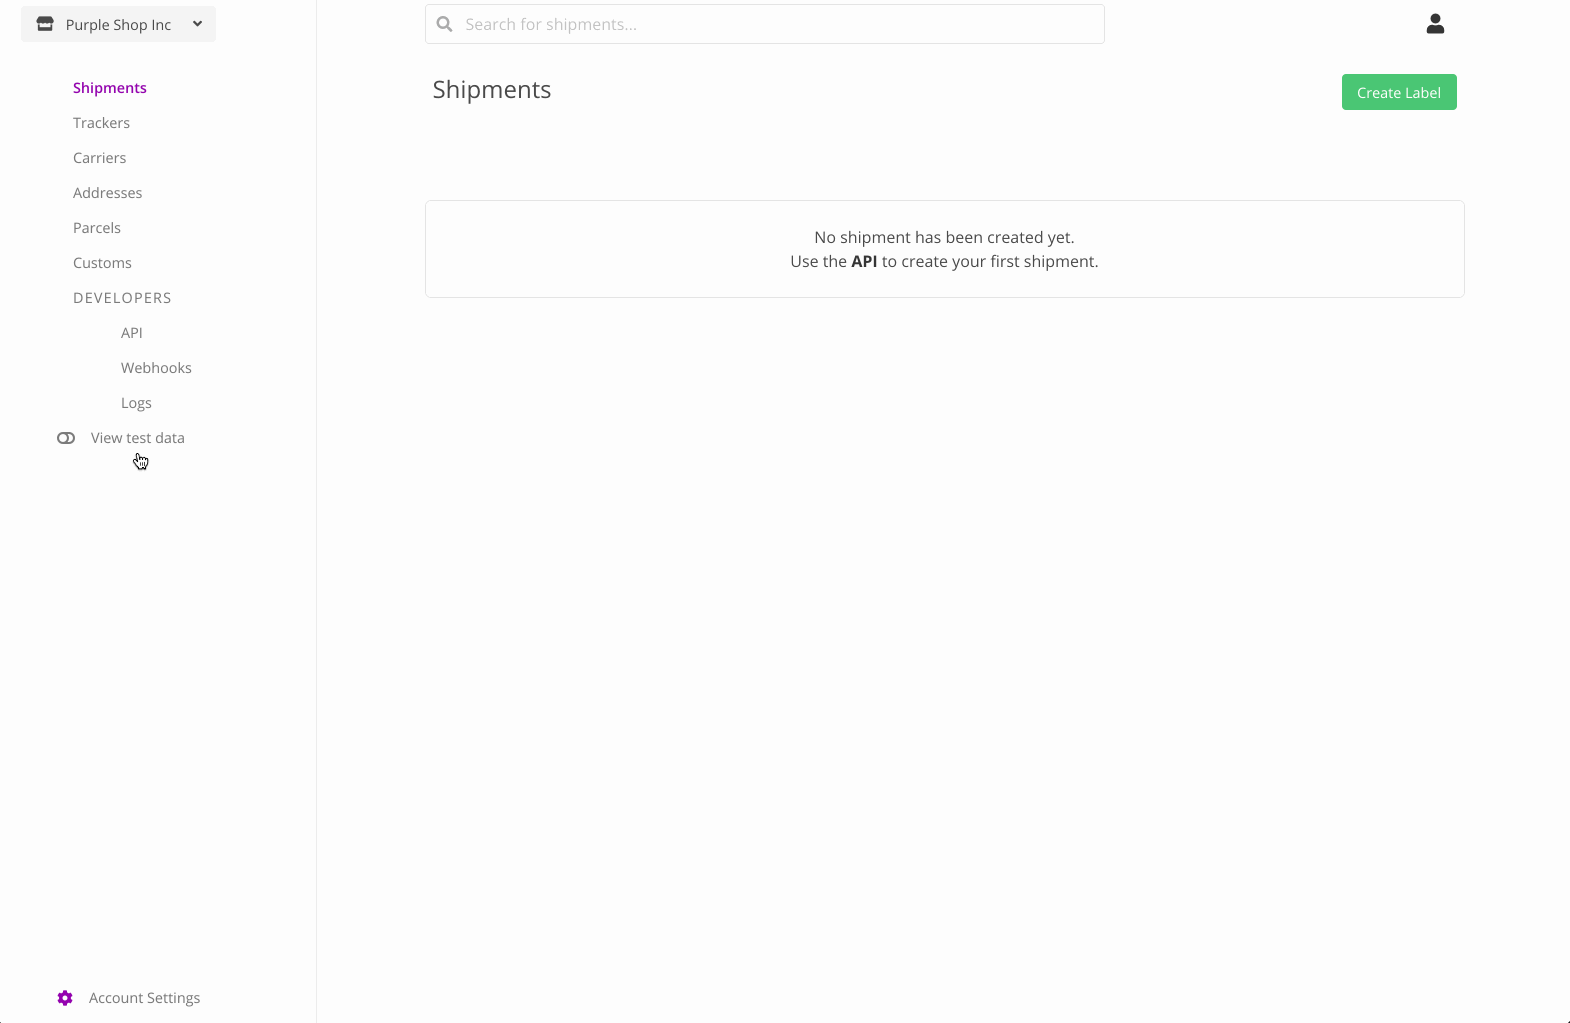 Purple Shop Inc
Search for shipments...
Shipments
Trackers
Carriers
Addresses
Parcels
Customs
DEVELOPERS
API
Webhooks
Logs
View test data
Account Settings
Shipments
Create Label
No shipment has been created yet.
Use the API to create your first shipment.